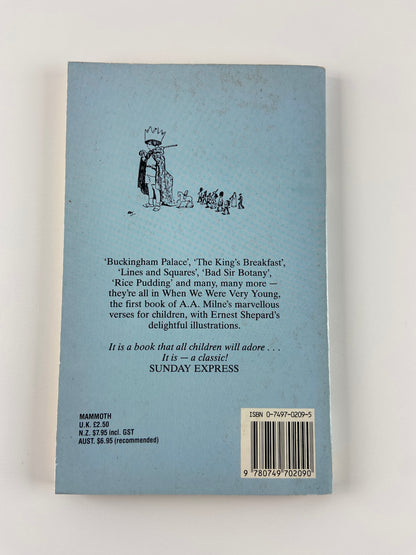 'Buckingham Palace', 'The King's Breakfast',
'Lines and Squares', 'Bad Sir Botany',
'Rice Pudding' and many, many more —
they're all in When We Were Very Young,
the first book of A.A. Milne's marvellous
verses for children, with Ernest Shepard's
delightful illustrations.
It is a book that all children will adore . . .
It is — a classic!
SUNDAY EXPRESS
MAMMOTH
U.K. £2.50
N.Z. $7.95 incl. GST
AUST. $6.95 (recommended)
ISBN 0-7497-0209-5
9 780749 702090